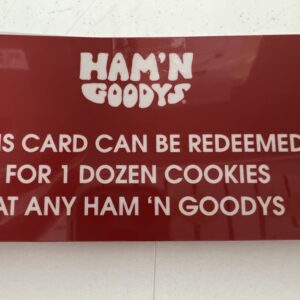 HAM'N
GOODYS®
IS CARD CAN BE REDEEMED
FOR 1 DOZEN COOKIES
AT ANY HAM 'N GOODYS